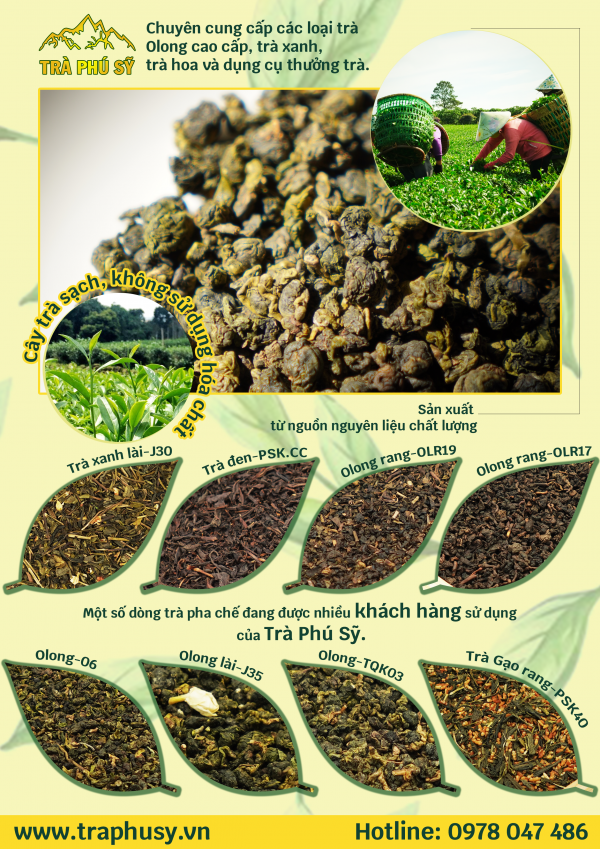 TRÀ PHÚ SỸ
Chuyên cung cấp các loại trà
Olong cao cấp, trà xanh,
trà hoa và dụng cụ thưởng trà.
Cây trà sạch, không sử dụng hóa chất
Sản xuất
từ nguồn nguyên liệu chất lượng
Trà xanh lài-J30
Trà đen-PSK.CC
Olong rang-OLR19
Olong rang-OLR17
Một số dòng trà pha chế đang được nhiều khách hàng sử dụng
của Trà Phú Sỹ.
Olong-06
Olong lài-J35
Olong-TQK03
Trà Gạo rang-PSK40
www.traphusy.vn
Hotline: 0978 047 486